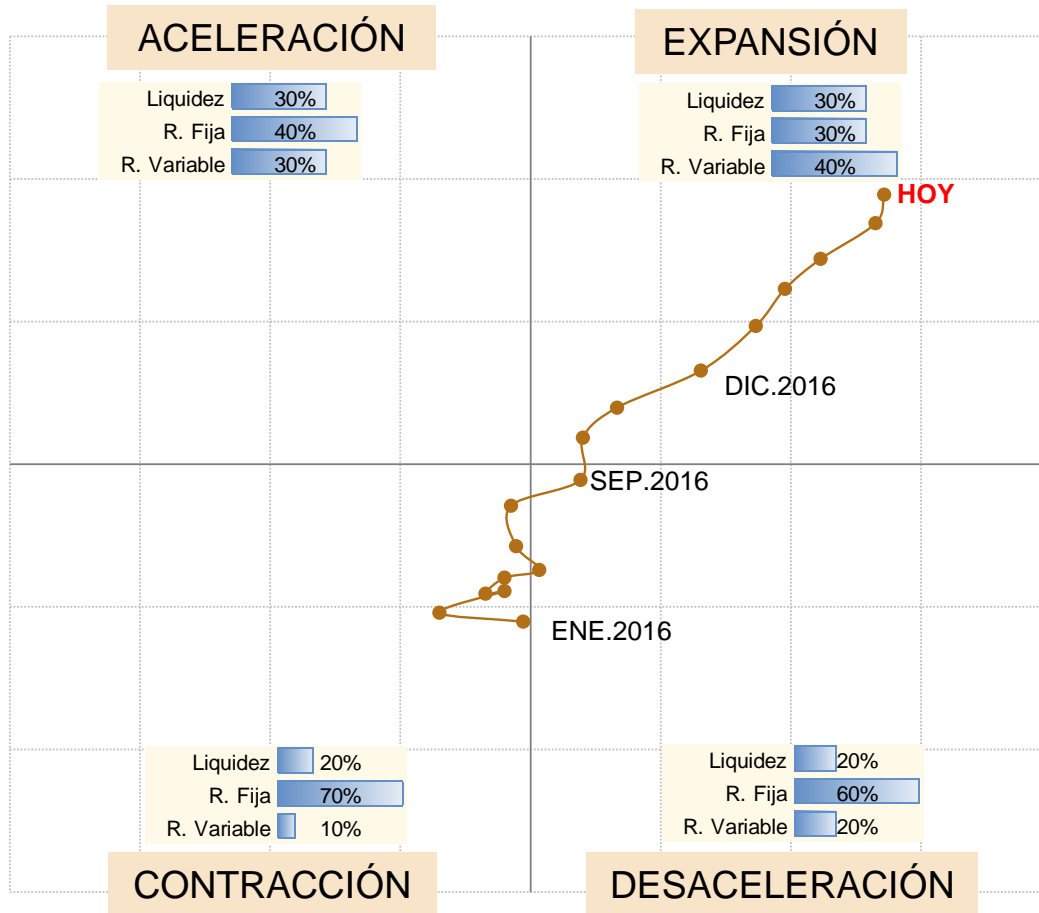 ACELERACIÓN
Liquidez 30%
R. Fija 40%
R. Variable 30%
EXPANSIÓN
Liquidez 30%
R. Fija 30%
R. Variable 40%
HOY
DIC.2016
SEP.2016
ENE.2016
Liquidez 20%
R. Fija 70%
R. Variable 10%
CONTRACCIÓN
Liquidez 20%
R. Fija 60%
R. Variable 20%
DESACELERACIÓN